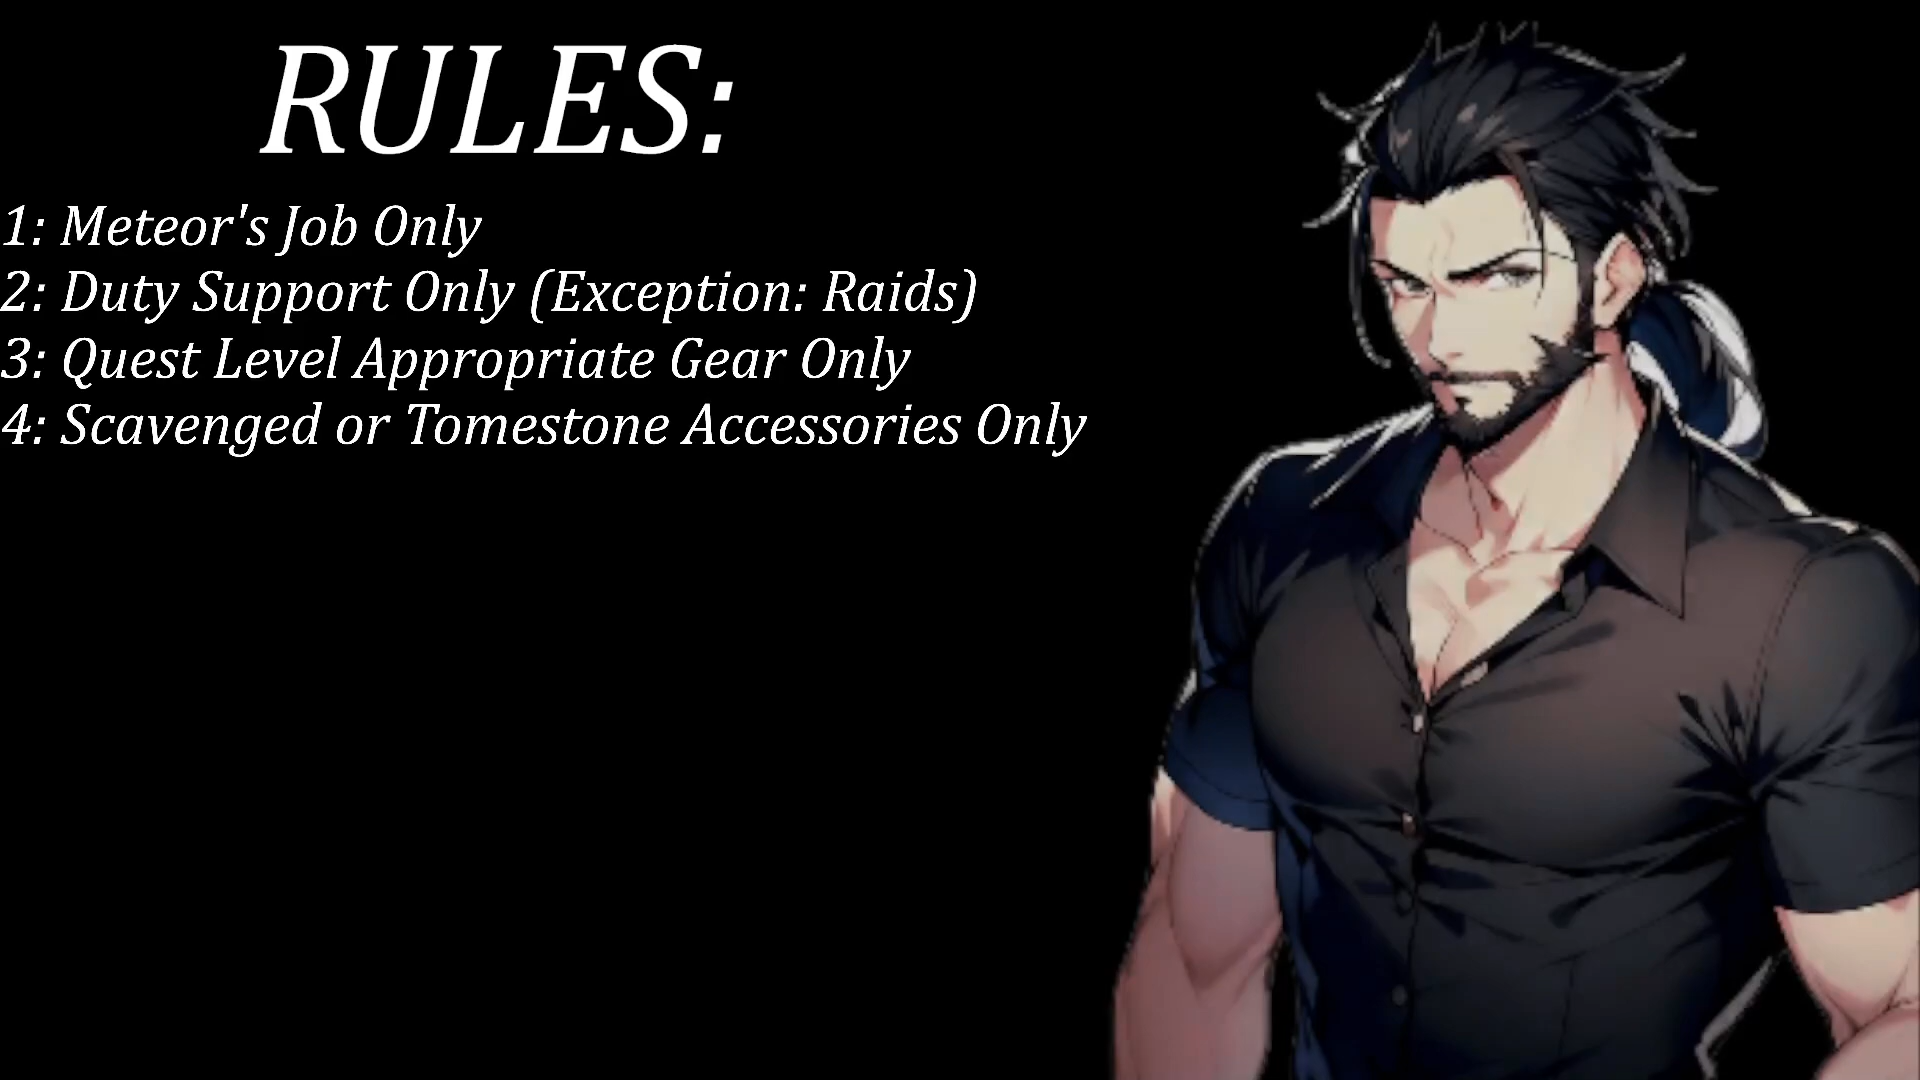 RULES:
1: Meteor's Job Only
2: Duty Support Only (Exception: Raids)
3: Quest Level Appropriate Gear Only
4: Scavenged or Tomestone Accessories Only